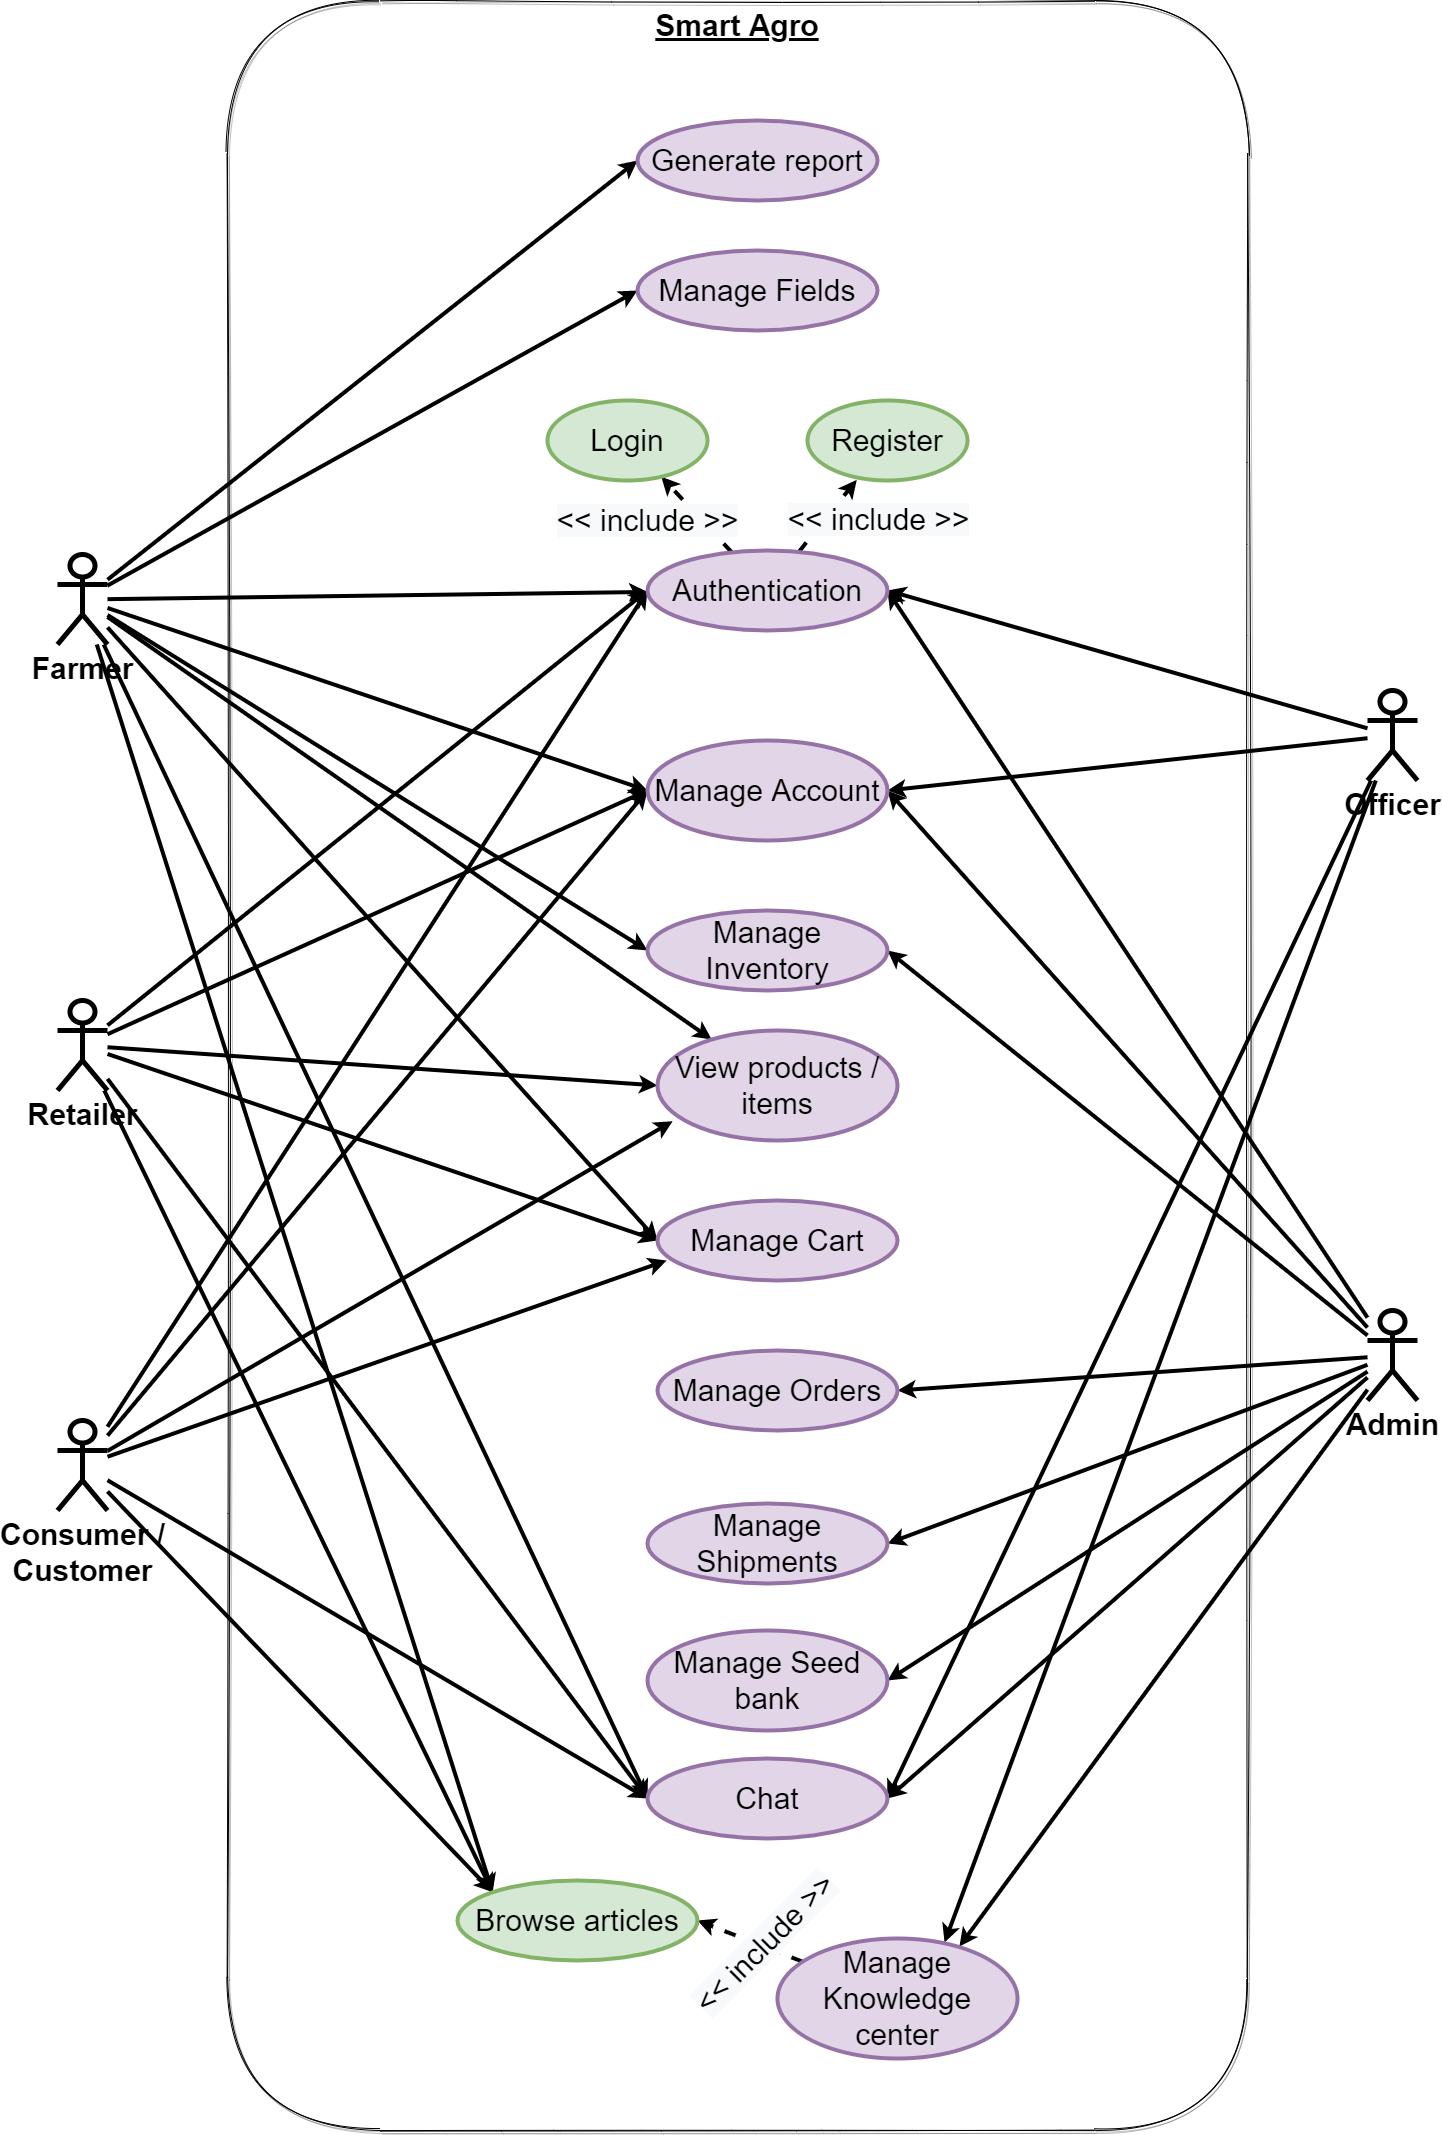 Smart Agro
Generate report
Manage Fields
Login
Register
<< include >>
<< include >>
Authentication
Farmer
Manage Account
Officer
Manage
Inventory
View products /
items
Retailer
Manage Cart
Manage Orders
Admin
Consumer /
Customer
Manage
Shipments
Manage Seed
bank
Chat
Browse articles
<< include >>
Manage
Knowledge
center